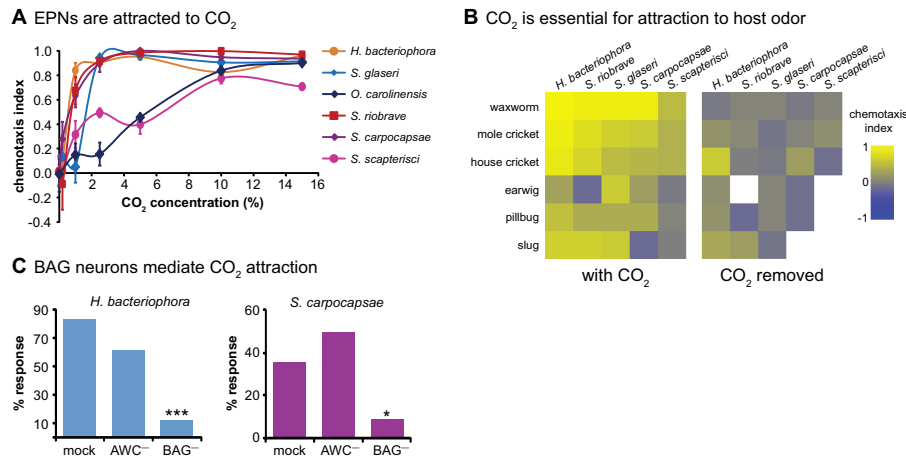 A EPNs are attracted to CO2
chemotaxis index
1.0
0.8
0.6
0.4
0.2
0.0
-0.2
-0.4
2 4 6 8 10 12 14 16
CO2 concentration (%)
H. bacteriophora
S. glaseri
O. carolinensis
S. riobrave
S. carpocapsae
S. scapterisci
B CO2 is essential for attraction to host odor
H. bacteriophora
S. riobrave
S. glaseri
S. carpocapsae
S. scapterisci
H. bacteriophora
S. riobrave
S. glaseri
S. carpocapsae
S. scapterisci
waxworm
mole cricket
house cricket
earwig
pillbug
slug
with CO2
CO2 removed
chemotaxis
index
1
-1
C BAG neurons mediate CO2 attraction
H. bacteriophora
% response
90
70
50
30
10
***
mock AWC– BAG–
S. carpocapsae
% response
60
40
20
0
*
mock AWC– BAG–